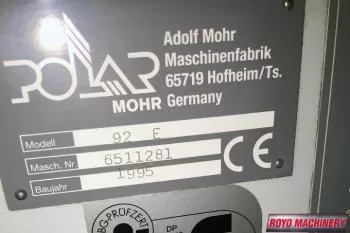 Adolf Mohr
Maschinenfabrik
65719 Hofheim/Ts.
Germany
POLAR
MOHR
Modell 92 E
Masch. Nr. 6511281
Baujahr 1995
CE
BG-PRÜFZERT
DP
ROYO MACHINERY